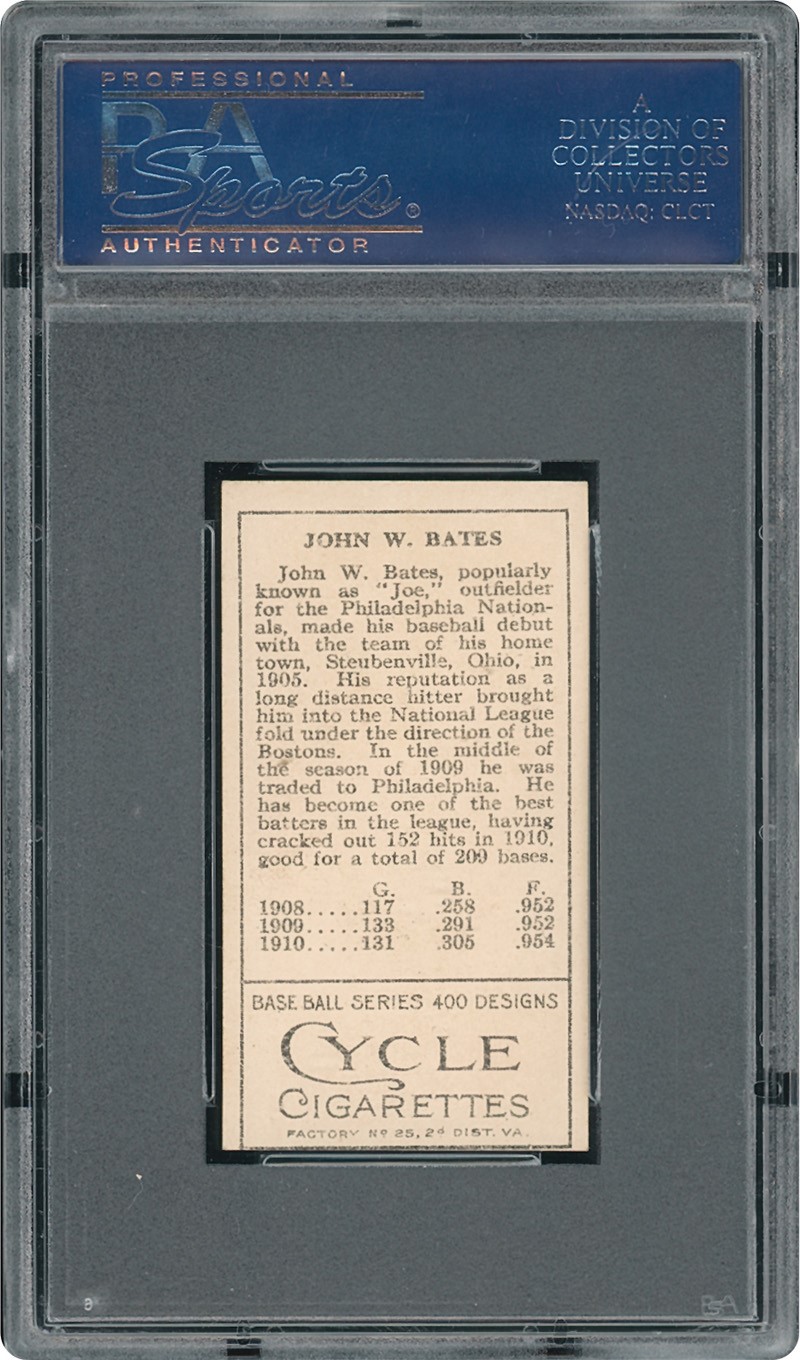 PROFESSIONAL
PSA
Sports®
AUTHENTICATOR
A
DIVISION OF
COLLECTORS
UNIVERSE
NASDAQ: CLCT
JOHN W. BATES
John W. Bates, popularly
known as "Joe," outfielder
for the Philadelphia Nation-
als, made his baseball debut
with the team of his home
town, Steubenville, Ohio, in
1905. His reputation as a
long distance hitter brought
him into the National League
fold under the direction of the
Bostons. In the middle of
the season of 1909 he was
traded to Philadelphia. He
has become one of the best
batters in the league, having
cracked out 152 hits in 1910,
good for a total of 209 bases.
G. B. F.
1908.....117 .258 .952
1909.....133 .291 .952
1910.....131 .305 .954
BASE BALL SERIES 400 DESIGNS
CYCLE
CIGARETTES
FACTORY Nº 25, 2ᵈ DIST. VA.
PSA